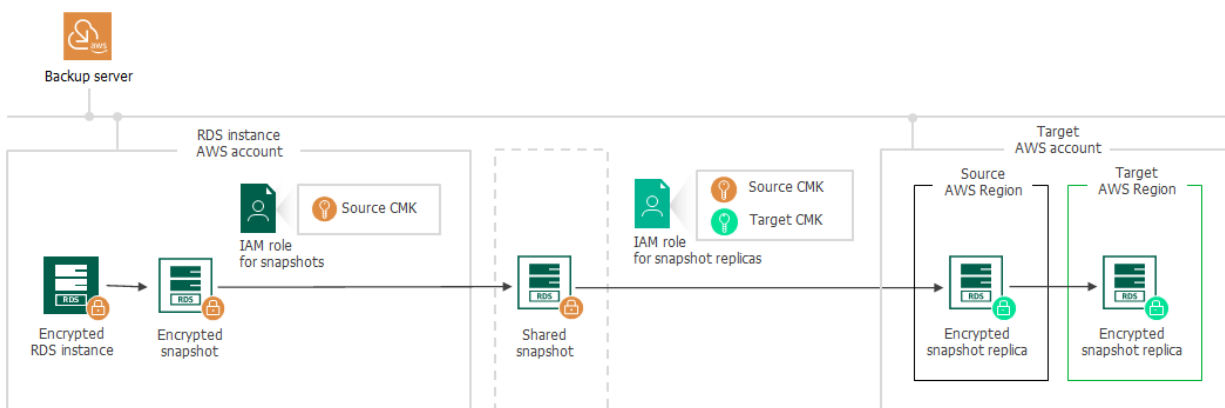 aws
Backup server
RDS instance
AWS account
Target
AWS account
Source
AWS Region
Target
AWS Region
Source CMK
Source CMK
Target CMK
IAM role
for snapshots
IAM role
for snapshot replicas
RDS
RDS
RDS
RDS
RDS
Encrypted
RDS instance
Encrypted
snapshot
Shared
snapshot
Encrypted
snapshot replica
Encrypted
snapshot replica